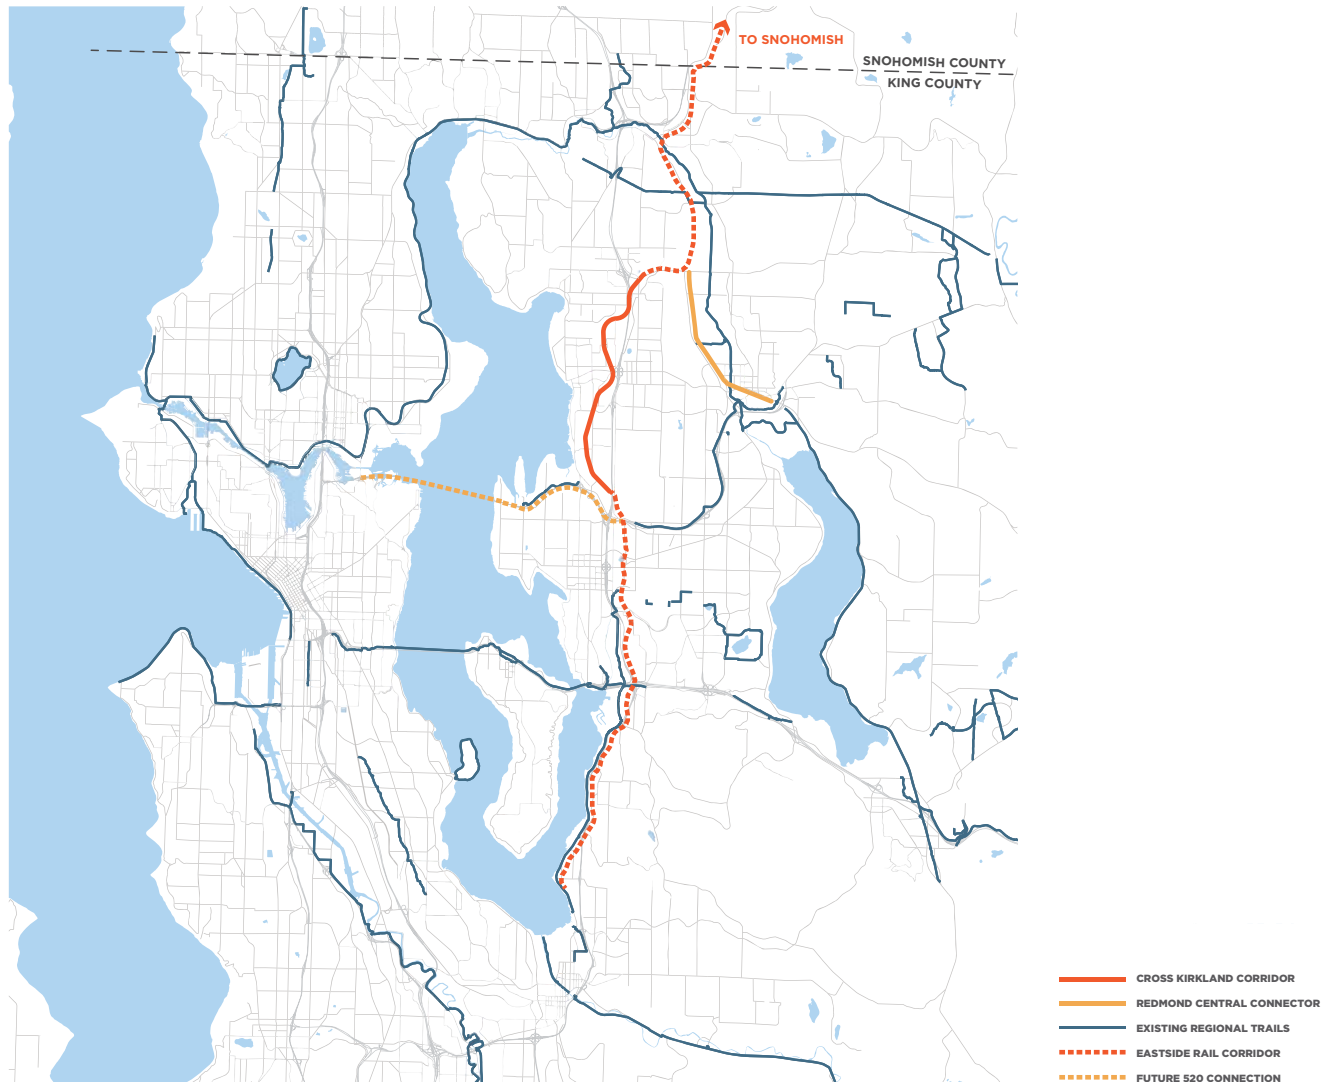 TO SNOHOMISH
SNOHOMISH COUNTY
KING COUNTY
CROSS KIRKLAND CORRIDOR
REDMOND CENTRAL CONNECTOR
EXISTING REGIONAL TRAILS
EASTSIDE RAIL CORRIDOR
FUTURE 520 CONNECTION